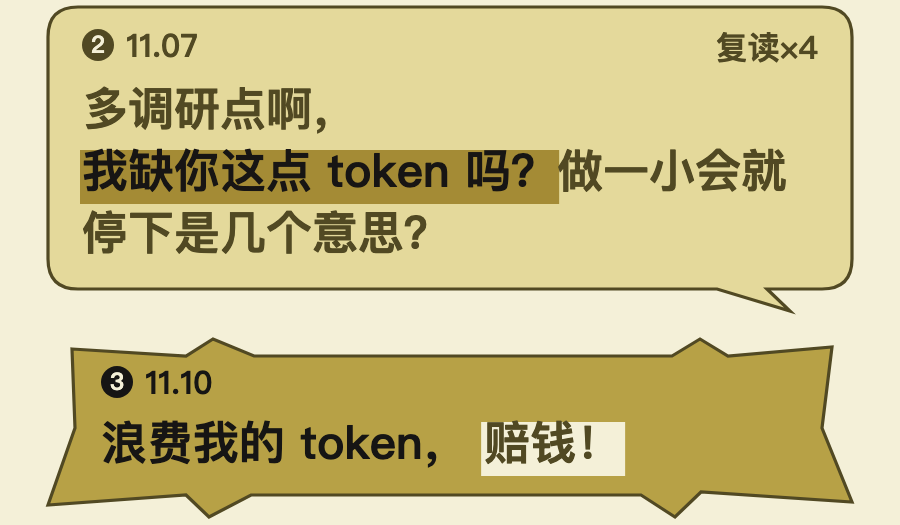 2 11.07 复读×4
多调研点啊，
我缺你这点 token 吗？做一小会就
停下是几个意思？
3 11.10
浪费我的 token，赔钱！